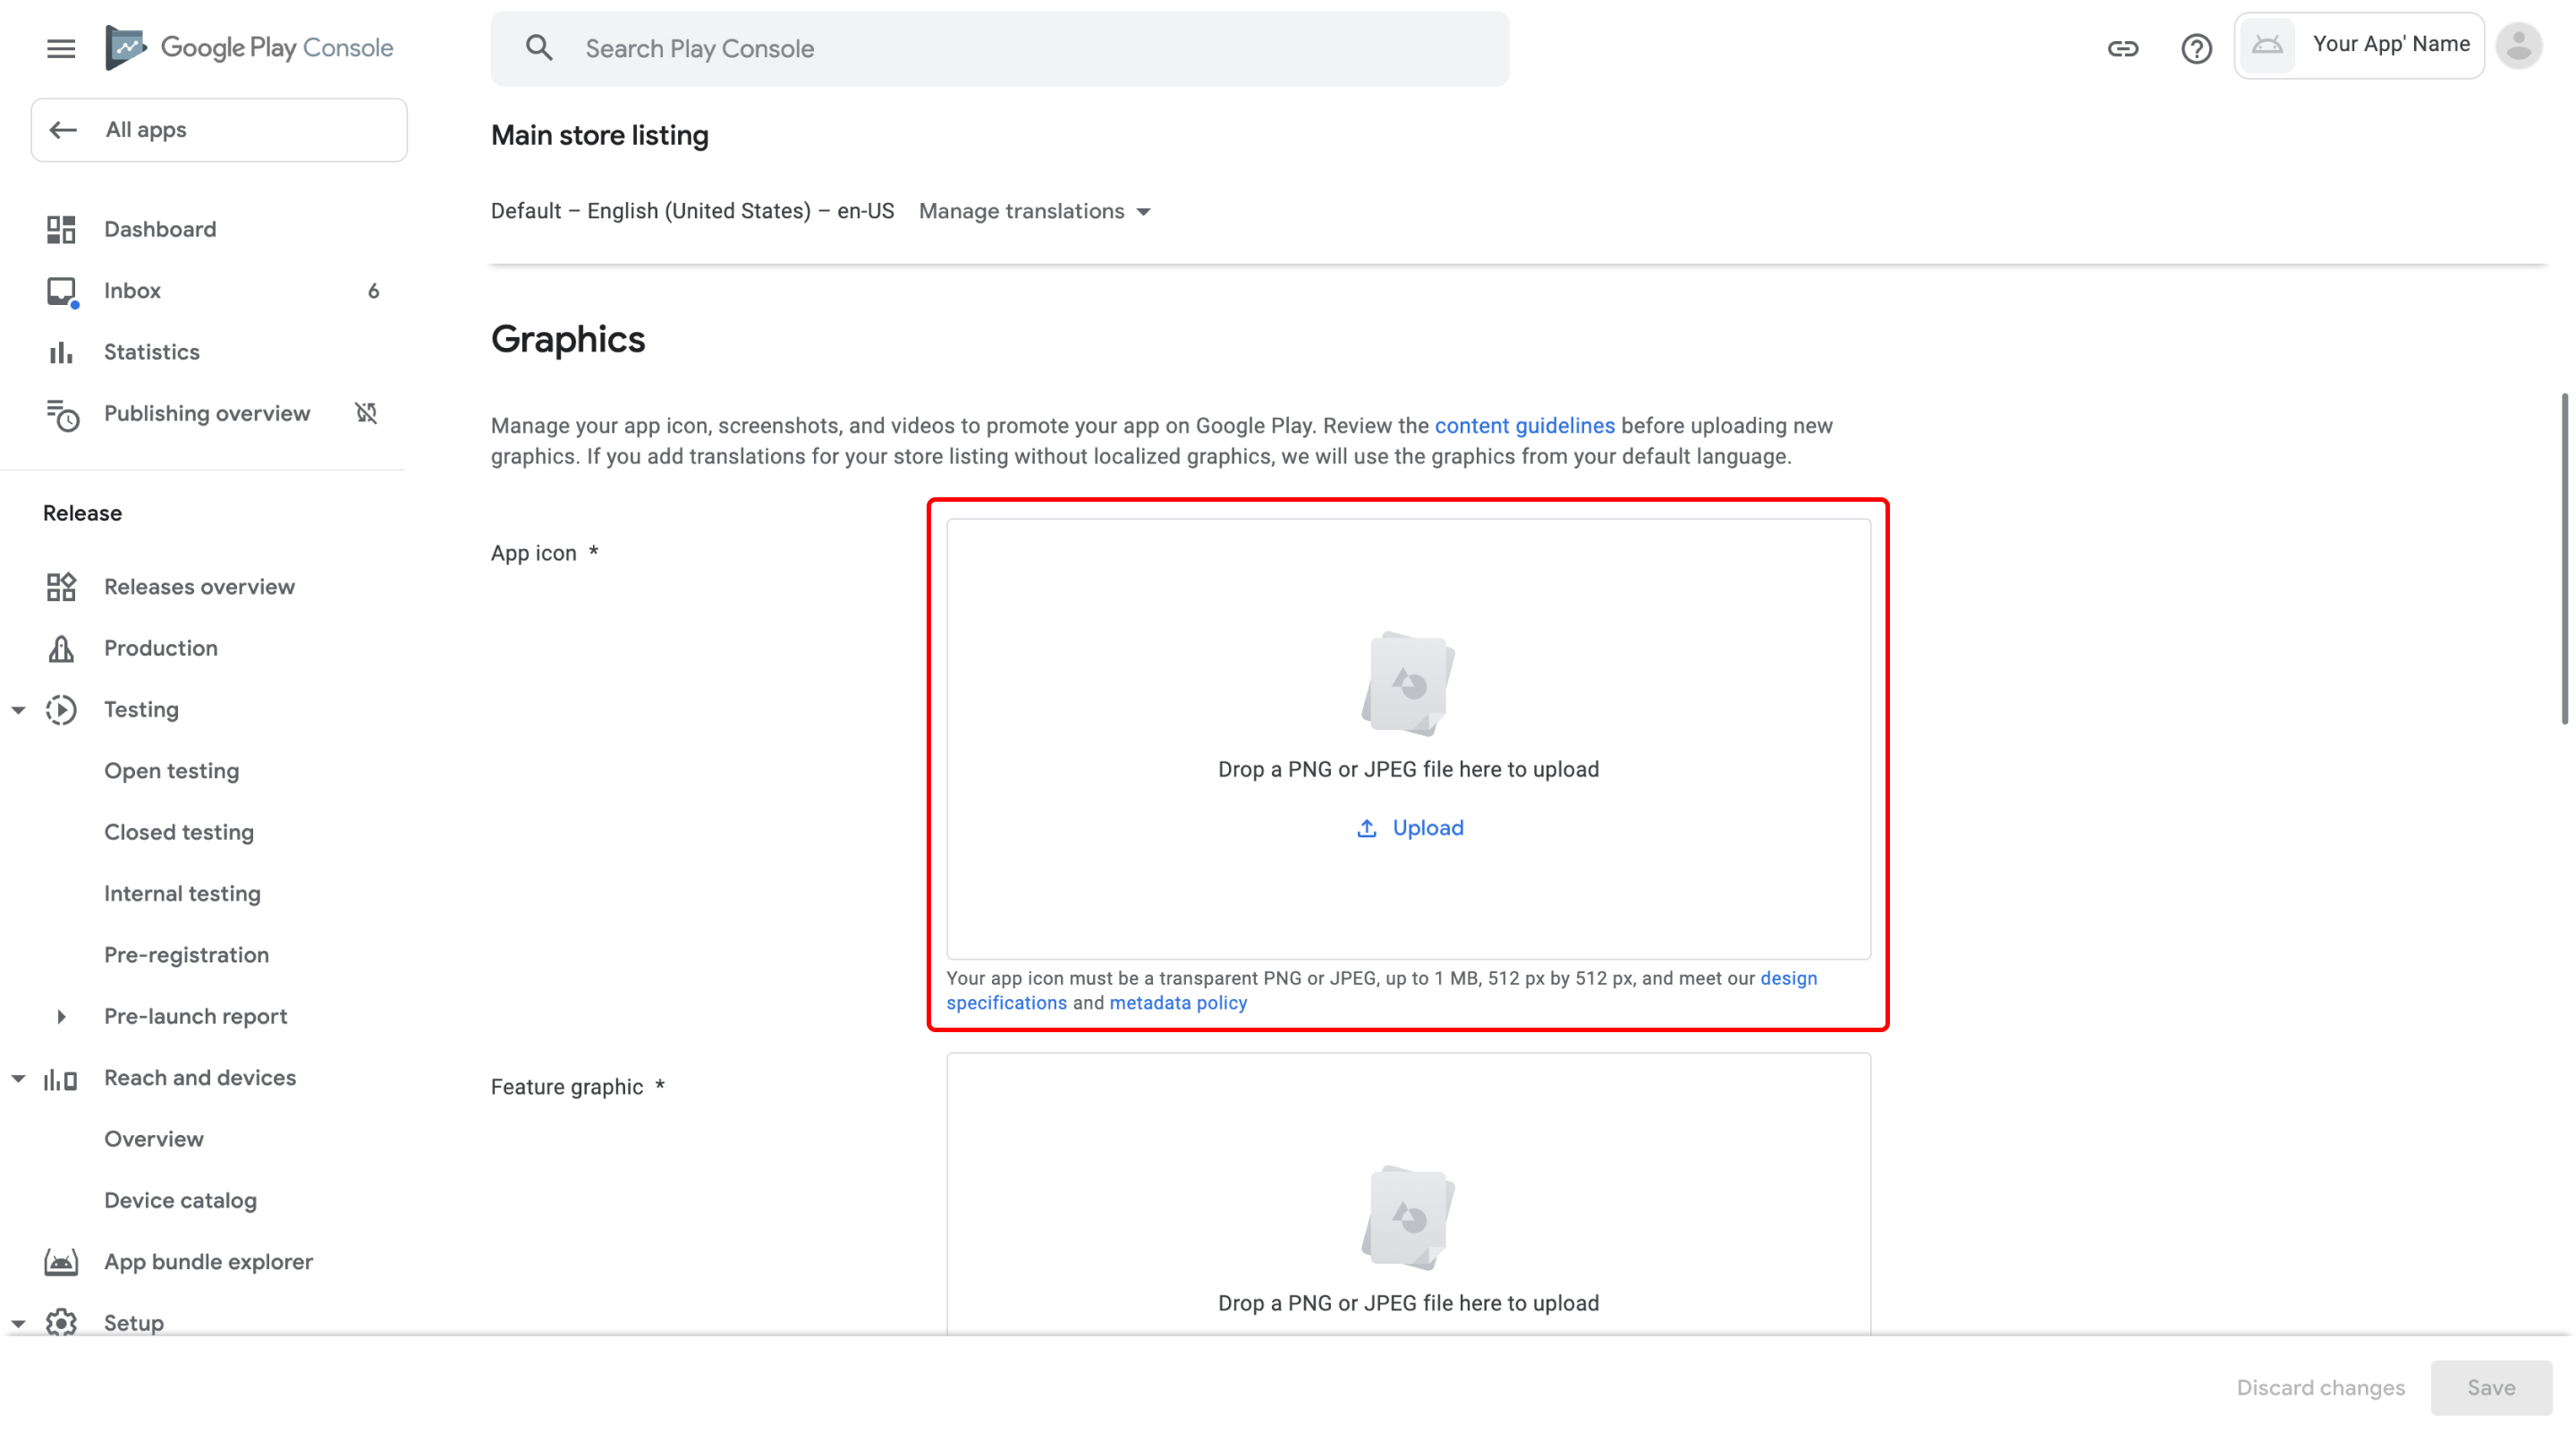 Google Play Console
Search Play Console
Your App' Name
All apps
Main store listing
Default – English (United States) – en-US Manage translations
Dashboard
Inbox 6
Statistics
Publishing overview
Release
Releases overview
Production
Testing
Open testing
Closed testing
Internal testing
Pre-registration
Pre-launch report
Reach and devices
Overview
Device catalog
App bundle explorer
Setup
Graphics
Manage your app icon, screenshots, and videos to promote your app on Google Play. Review the content guidelines before uploading new
graphics. If you add translations for your store listing without localized graphics, we will use the graphics from your default language.
App icon *
Drop a PNG or JPEG file here to upload
Upload
Your app icon must be a transparent PNG or JPEG, up to 1 MB, 512 px by 512 px, and meet our design
specifications and metadata policy
Feature graphic *
Drop a PNG or JPEG file here to upload
Discard changes
Save